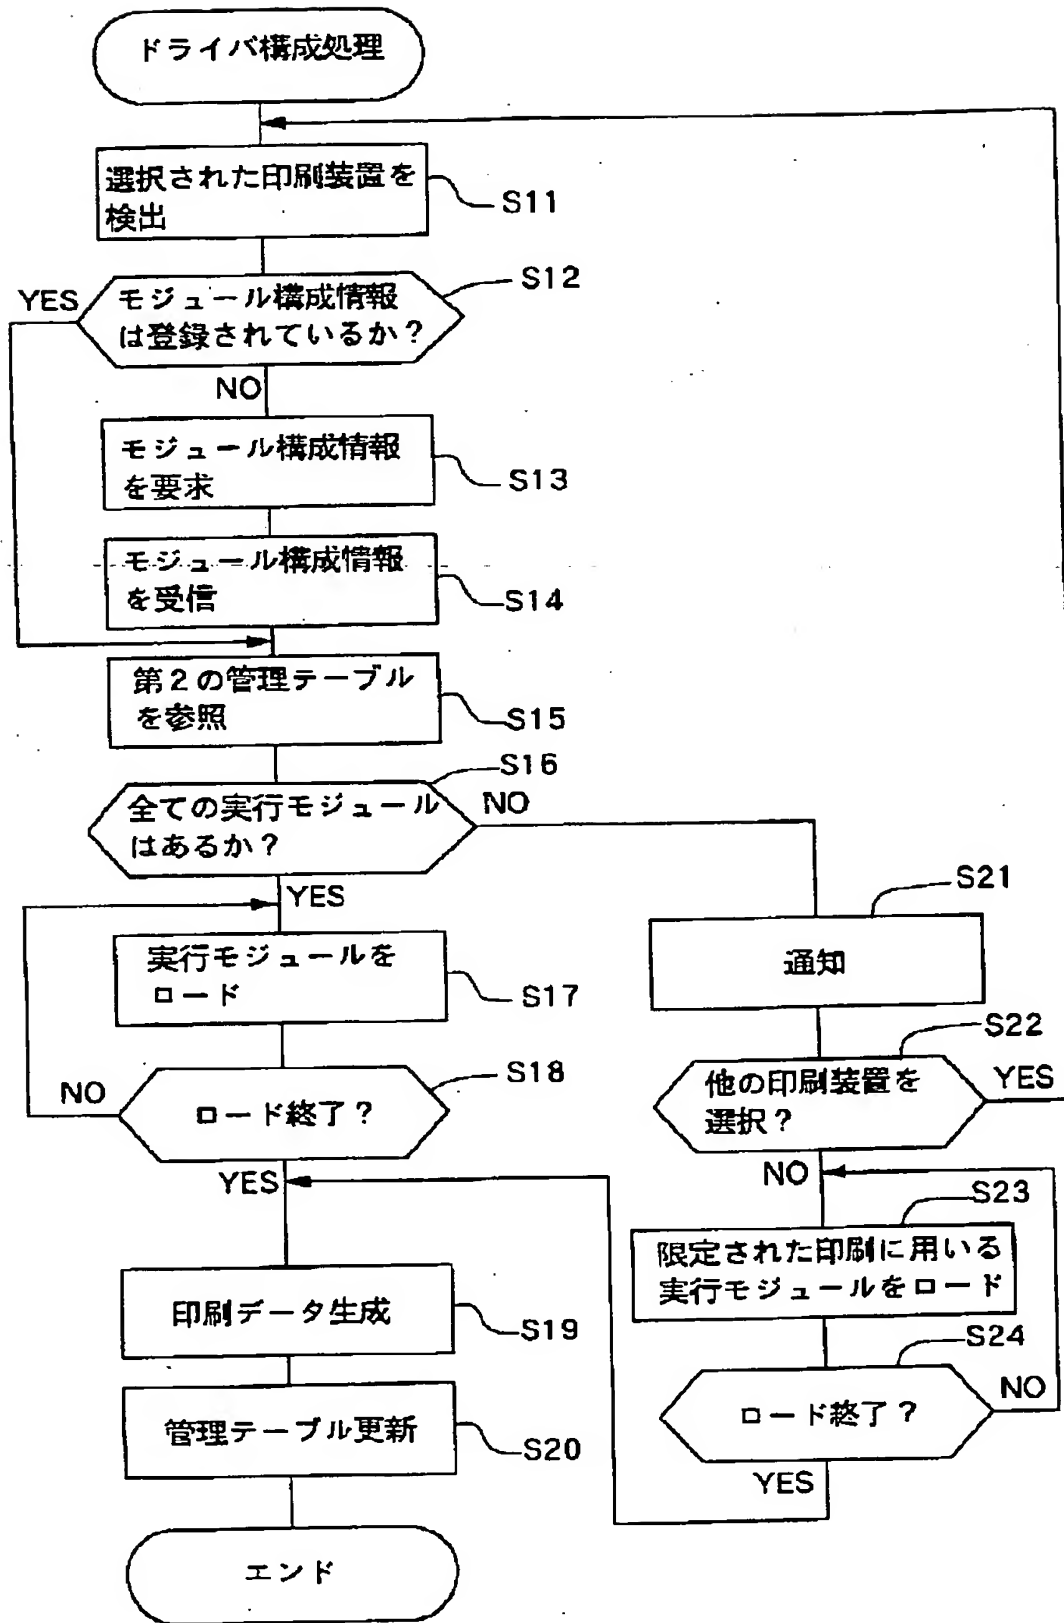 ドライバ構成処理
選択された印刷装置を
検出
S11
S12
YES
モジュール構成情報
は登録されているか？
NO
モジュール構成情報
を要求
S13
モジュール構成情報
を受信
S14
第2の管理テーブル
を参照
S15
S16
全ての実行モジュール
はあるか？
NO
YES
実行モジュールを
ロード
S17
NO
S18
ロード終了？
YES
印刷データ生成
S19
管理テーブル更新
S20
エンド
S21
通知
S22
他の印刷装置を
選択？
YES
NO
S23
限定された印刷に用いる
実行モジュールをロード
S24
ロード終了？
NO
YES